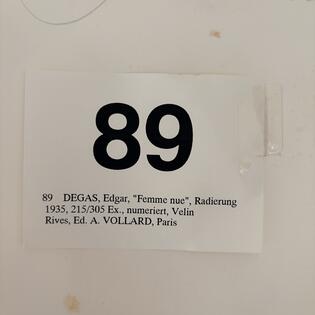 89
89 DEGAS, Edgar, "Femme nue", Radierung
1935, 215/305 Ex., numeriert, Velin
Rives, Ed. A. VOLLARD, Paris